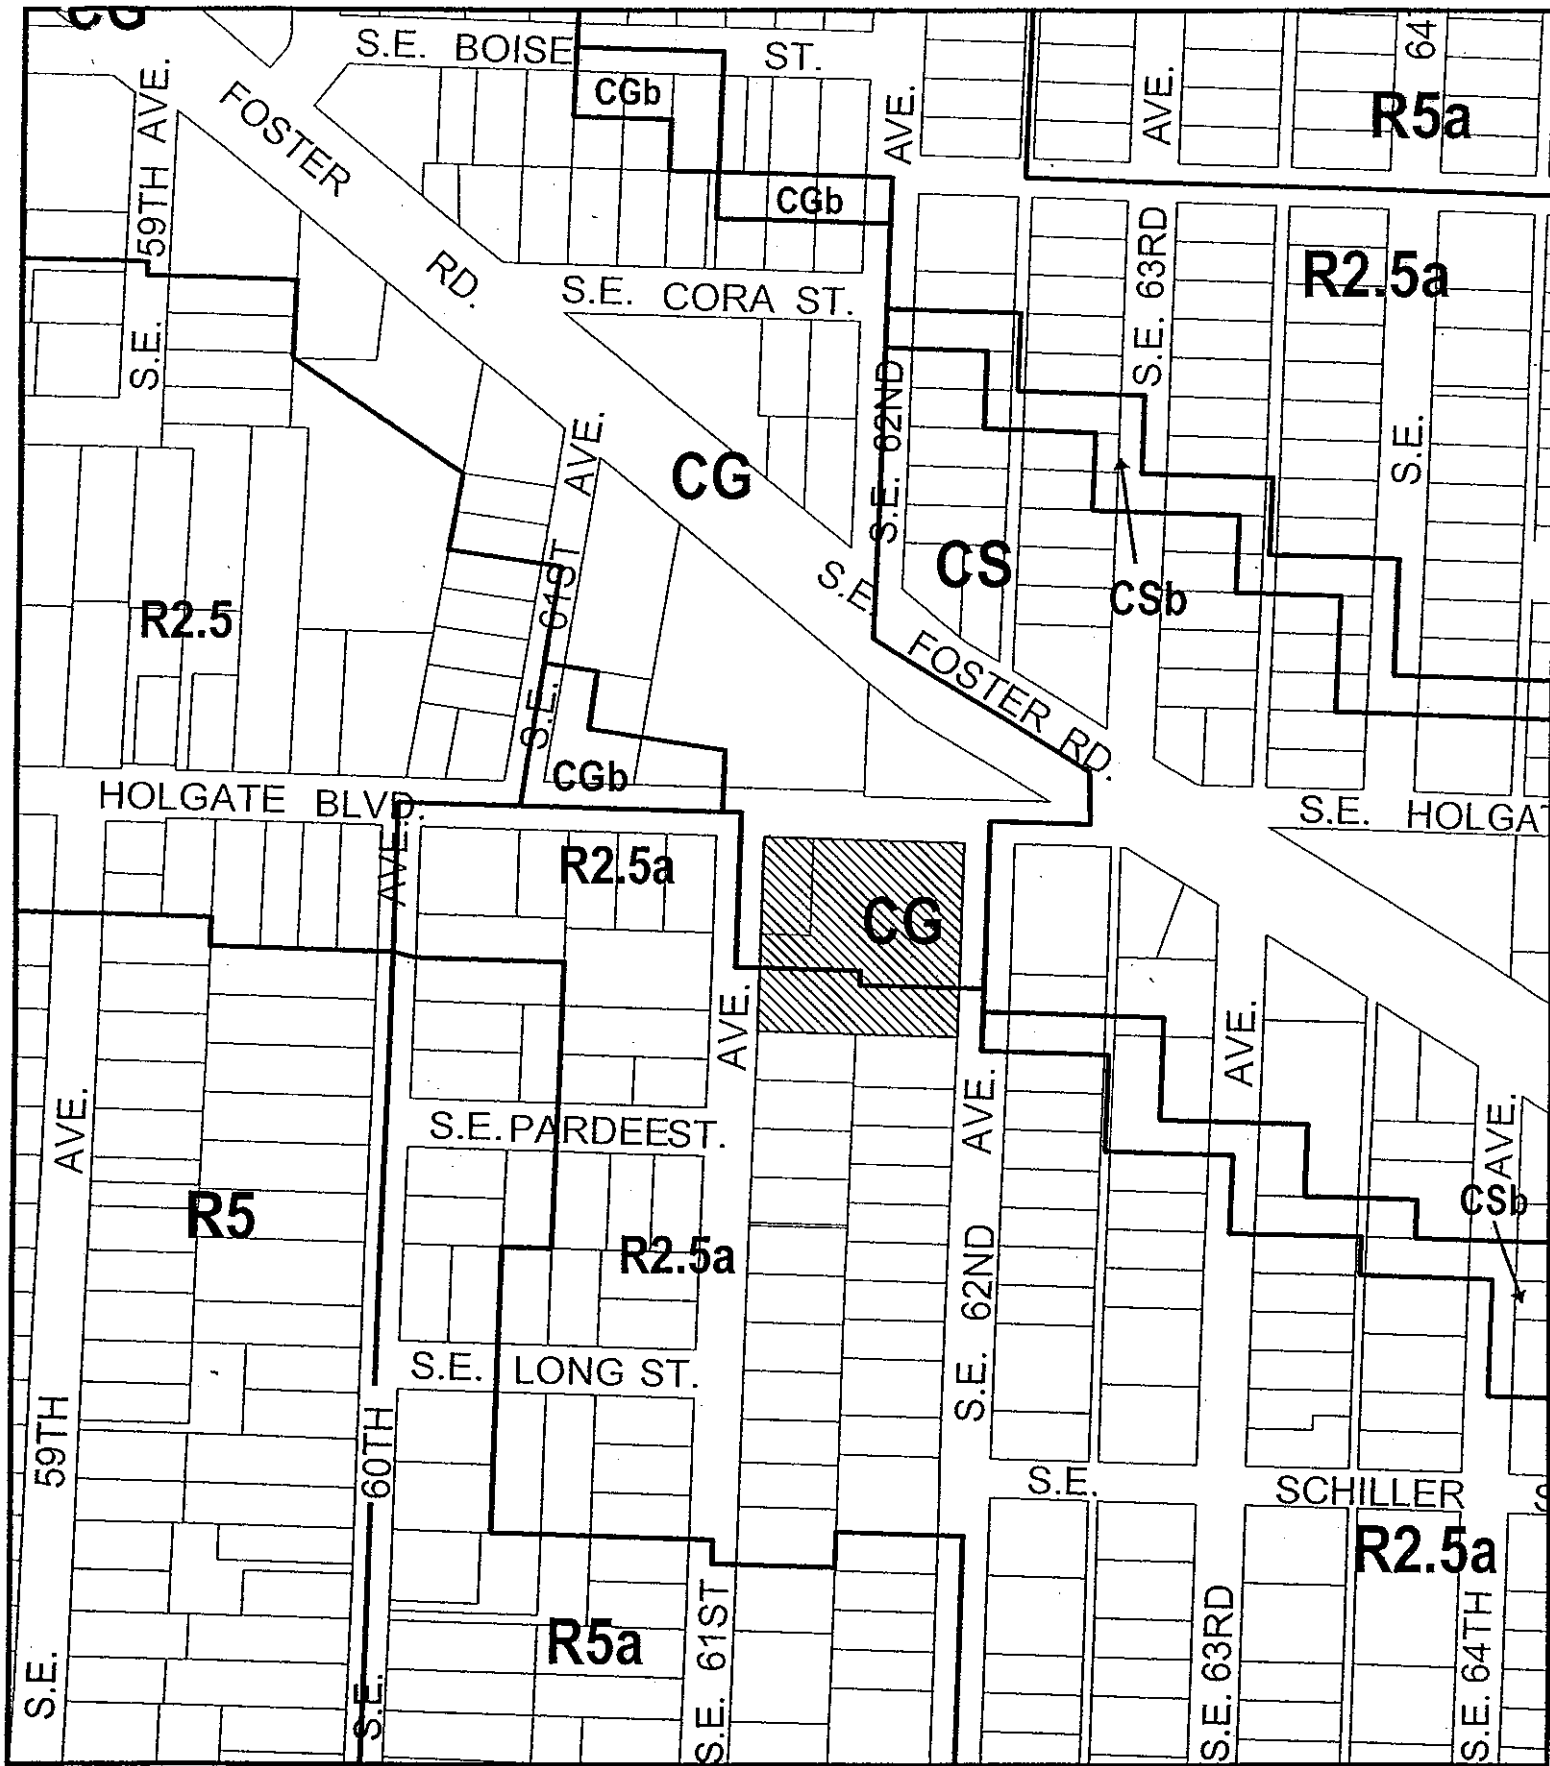 CG
S.E. BOISE ST.
64
CGb
R5a
59TH AVE.
S.E.
FOSTER
RD.
AVE.
AVE.
CGb
S.E. 63RD
R2.5a
S.E. CORA ST.
S.E. 62ND
S.E.
AVE.
S.E. 61ST
CG
CS
CSb
S.E.
FOSTER RD.
R2.5
CGb
HOLGATE BLVD.
S.E. HOLGAT
AVE.
R2.5a
CG
AVE.
AVE.
AVE.
AVE.
AVE.
S.E. PARDEE ST.
CSb
R5
R2.5a
S.E. 62ND
S.E. LONG ST.
59TH
S.E.
60TH
S.E.
S.E. SCHILLER S
R2.5a
R5a
S.E. 61ST
S.E. 63RD
S.E. 64TH